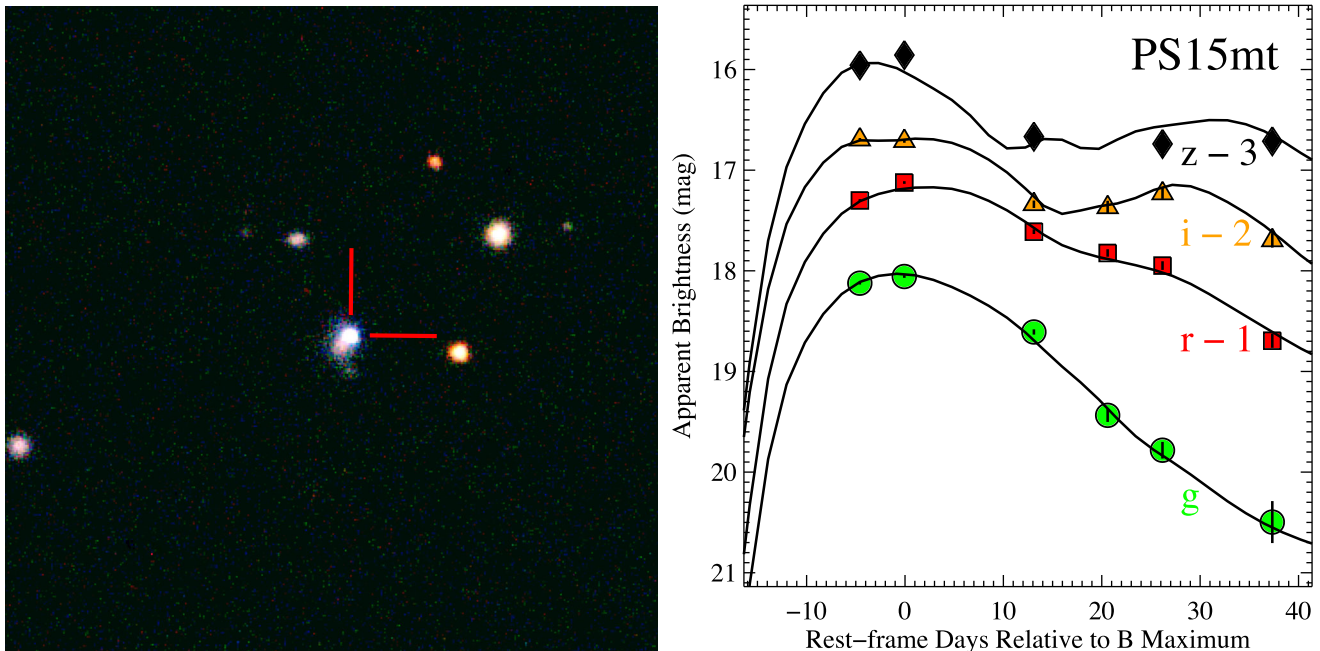 PS15mt
Apparent Brightness (mag)
16
17
18
19
20
21
z − 3
i − 2
r − 1
g
−10 0 10 20 30 40
Rest−frame Days Relative to B Maximum